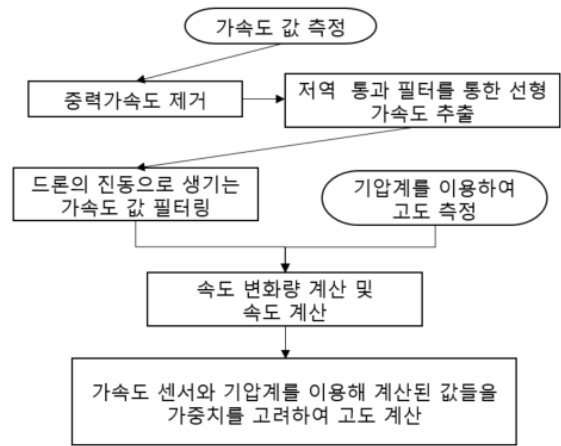 가속도 값 측정
중력가속도 제거
저역 통과 필터를 통한 선형
가속도 추출
드론의 진동으로 생기는
가속도 값 필터링
기압계를 이용하여
고도 측정
속도 변화량 계산 및
속도 계산
가속도 센서와 기압계를 이용해 계산된 값들을
가중치를 고려하여 고도 계산